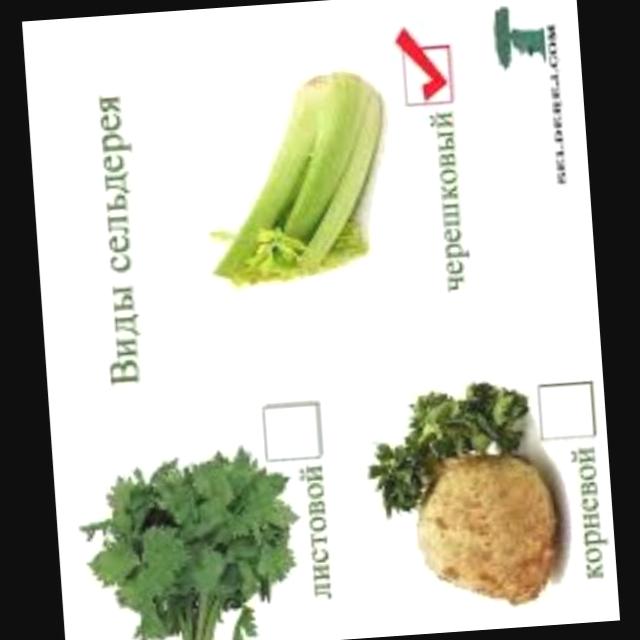 Виды сельдерея
черешковый
листовой
корневой
SELDEREJ.COM